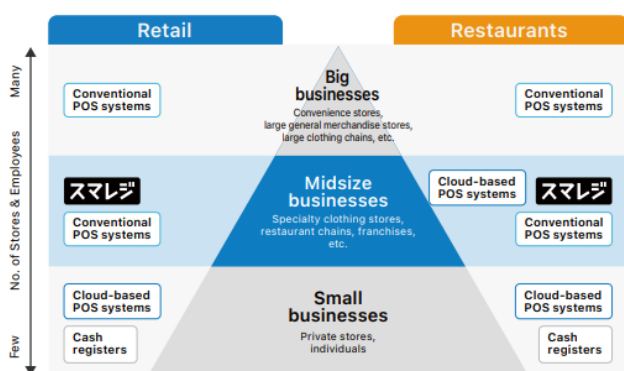 Retail
Restaurants
Many
No. of Stores & Employees
Few
Conventional
POS systems
Big
businesses
Convenience stores,
large general merchandise stores,
large clothing chains, etc.
Conventional
POS systems
スマレジ
Conventional
POS systems
Midsize
businesses
Specialty clothing stores,
restaurant chains, franchises,
etc.
Cloud-based
POS systems
スマレジ
Conventional
POS systems
Cloud-based
POS systems
Cash
registers
Small
businesses
Private stores,
individuals
Cloud-based
POS systems
Cash
registers